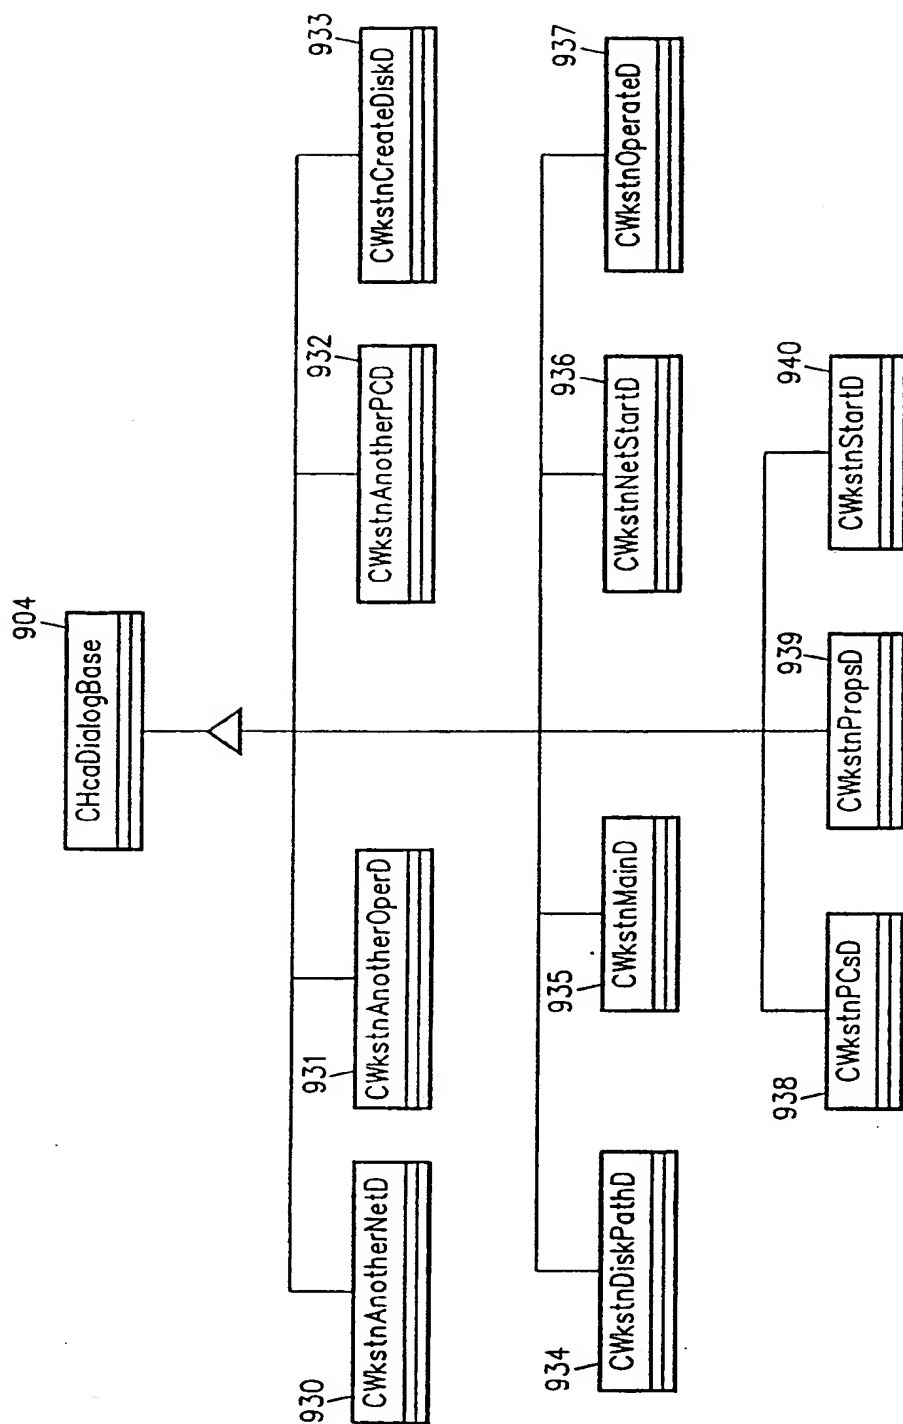 904
CHcaDialogBase
930
CWkstnAnotherNetD
931
CWkstnAnotherOperD
932
CWkstnAnotherPCD
933
CWkstnCreateDiskD
934
CWkstnDiskPathD
935
CWkstnMainD
936
CWkstnNetStartD
937
CWkstnOperateD
938
CWkstnPCsD
939
CWkstnPropsD
940
CWkstnStartD